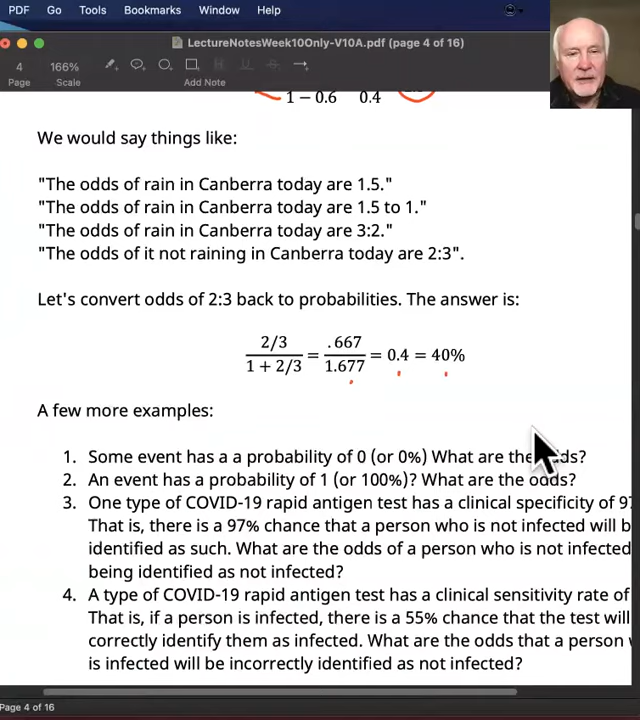 PDF Go Tools Bookmarks Window Help
LectureNotesWeek10Only-V10A.pdf (page 4 of 16)
4 166%
Page Scale Add Note
1 − 0.6 0.4
We would say things like:
"The odds of rain in Canberra today are 1.5."
"The odds of rain in Canberra today are 1.5 to 1."
"The odds of rain in Canberra today are 3:2."
"The odds of it not raining in Canberra today are 2:3".
Let's convert odds of 2:3 back to probabilities. The answer is:
2/3 .667
= = 0.4 = 40%
1 + 2/3 1.677
A few more examples:
1. Some event has a a probability of 0 (or 0%) What are the odds?
2. An event has a probability of 1 (or 100%)? What are the odds?
3. One type of COVID-19 rapid antigen test has a clinical specificity of 97
That is, there is a 97% chance that a person who is not infected will b
identified as such. What are the odds of a person who is not infected
being identified as not infected?
4. A type of COVID-19 rapid antigen test has a clinical sensitivity rate of
That is, if a person is infected, there is a 55% chance that the test will
correctly identify them as infected. What are the odds that a person
is infected will be incorrectly identified as not infected?
Page 4 of 16